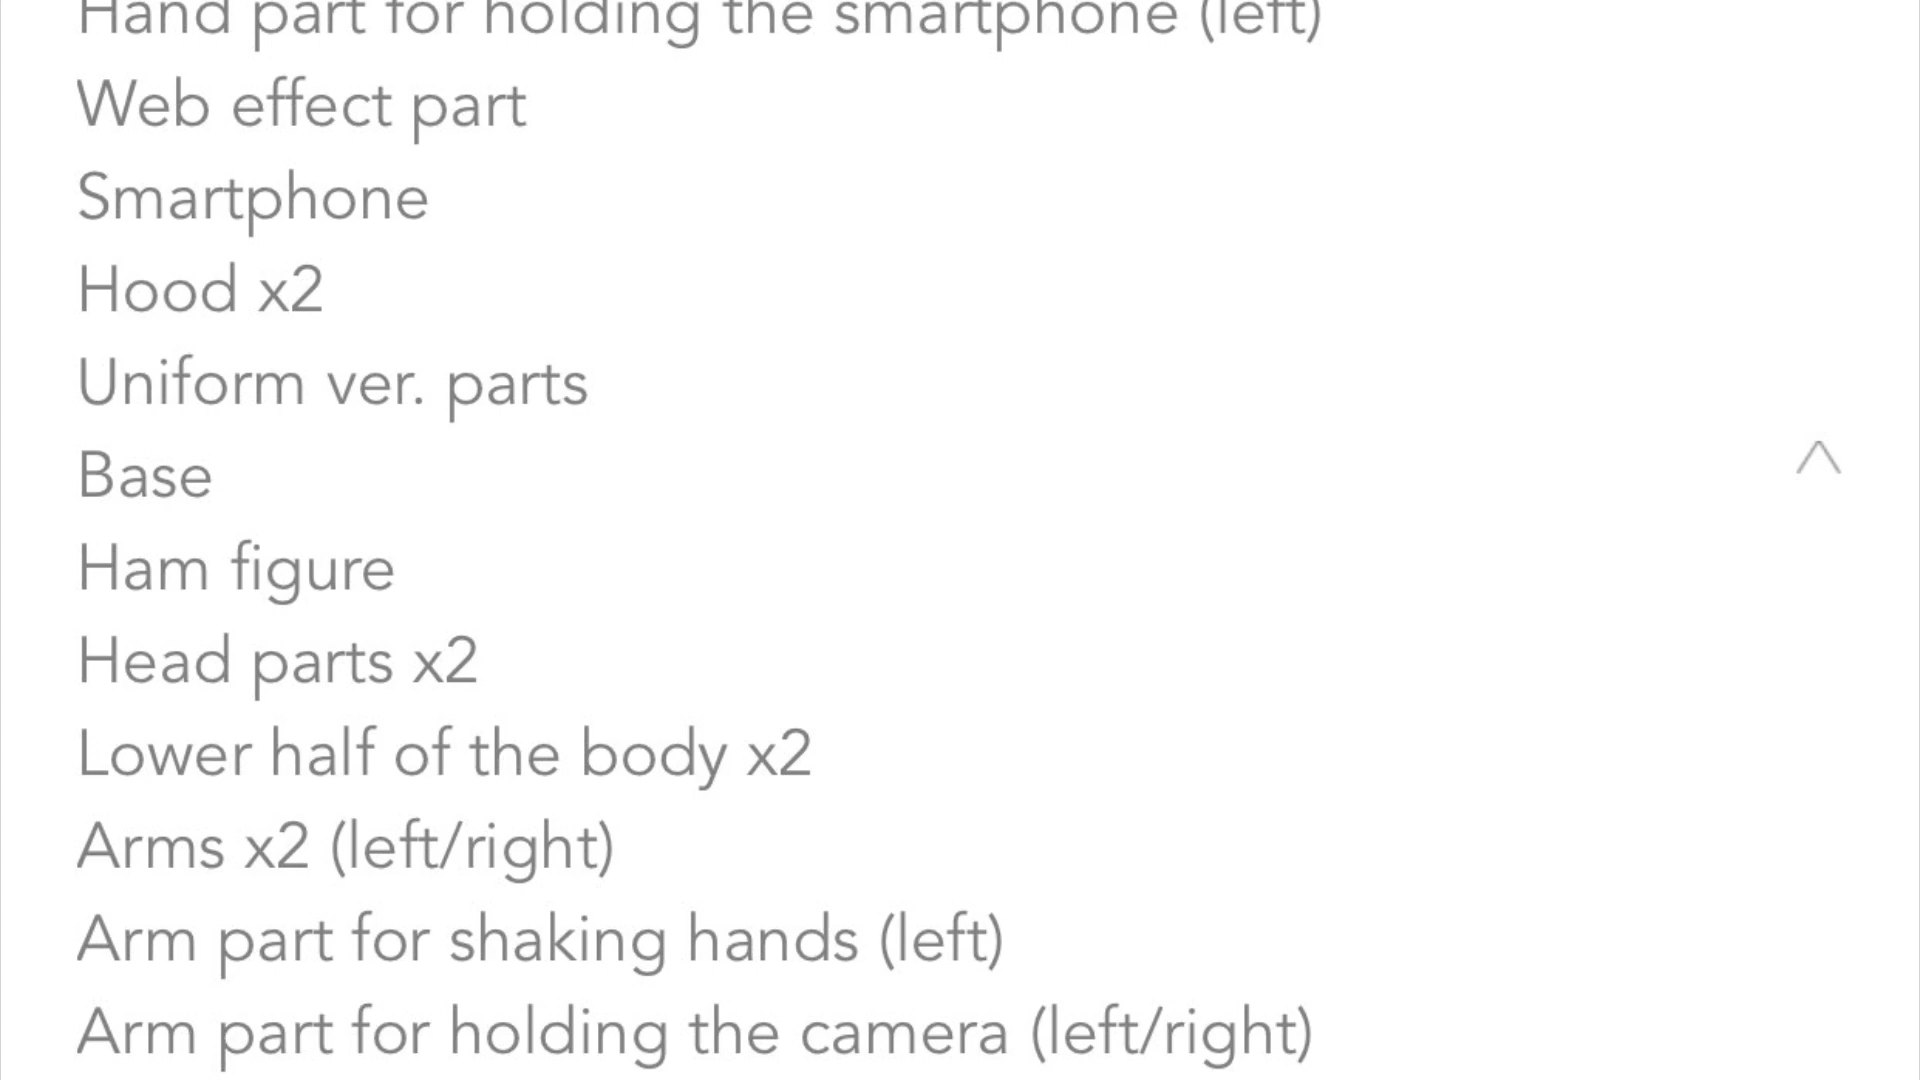 Hand part for holding the smartphone (left)
Web effect part
Smartphone
Hood x2
Uniform ver. parts
Base
Ham figure
Head parts x2
Lower half of the body x2
Arms x2 (left/right)
Arm part for shaking hands (left)
Arm part for holding the camera (left/right)